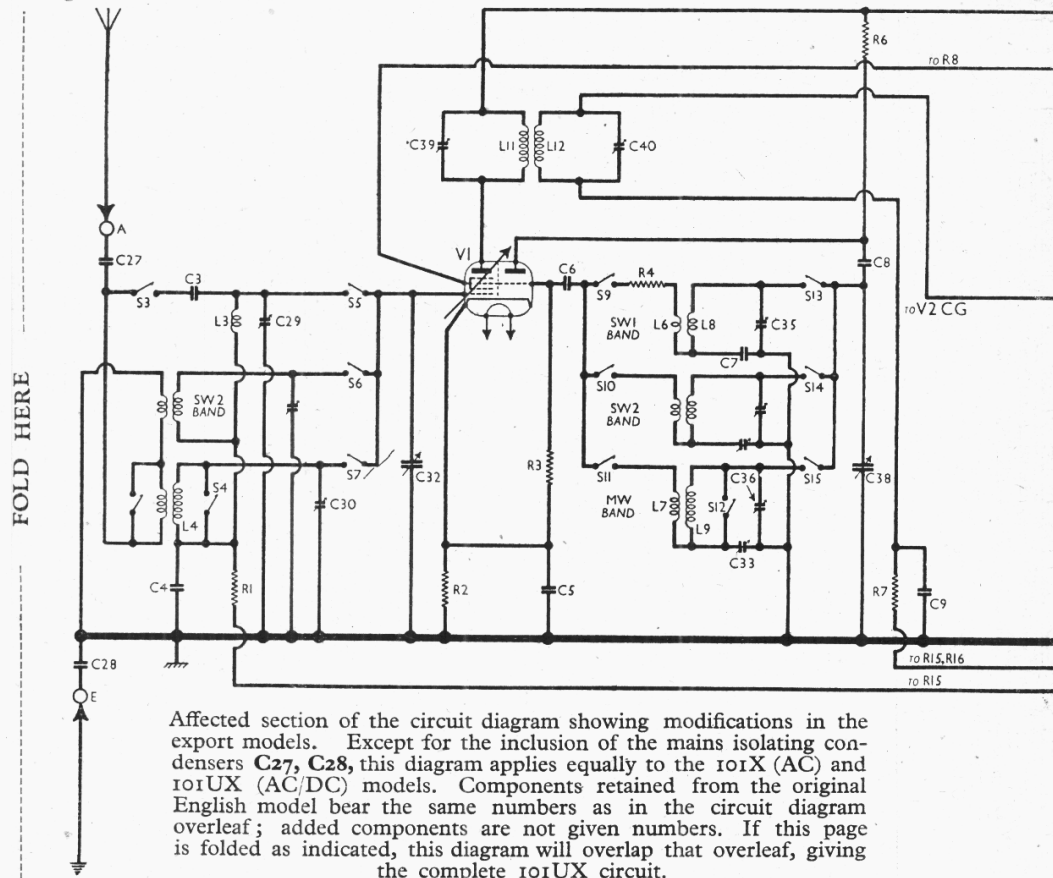 R6
TO R8
C39
L11
L12
C40
A
V1
C27
C6
C8
C3
R4
S3
S5
S9
S13
L3
C29
SW1
BAND
L6
L8
C35
TO V2 CG
C7
S6
SW2
BAND
S10
SW2
BAND
S14
FOLD HERE
S7
C32
R3
S11
C36
S15
C38
S4
C30
MW
BAND
L7
S12
L4
L9
C33
C4
R1
R2
C5
R7
C9
C28
TO R15,R16
TO R15
E
Affected section of the circuit diagram showing modifications in the
export models. Except for the inclusion of the mains isolating con-
densers C27, C28, this diagram applies equally to the 101X (AC) and
101UX (AC/DC) models. Components retained from the original
English model bear the same numbers as in the circuit diagram
overleaf; added components are not given numbers. If this page
is folded as indicated, this diagram will overlap that overleaf, giving
the complete 101UX circuit.